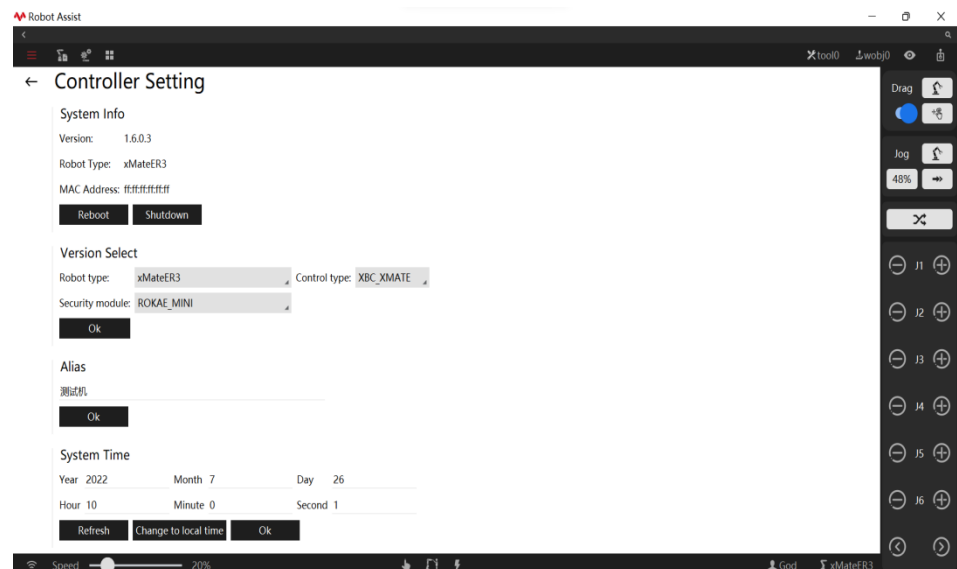 Robot Assist
tool0 wobj0
Controller Setting
System Info
Version: 1.6.0.3
Robot Type: xMateER3
MAC Address: ff:ff:ff:ff:ff:ff
Reboot Shutdown
Version Select
Robot type: xMateER3 Control type: XBC_XMATE
Security module: ROKAE_MINI
Ok
Alias
测试机
Ok
System Time
Year 2022 Month 7 Day 26
Hour 10 Minute 0 Second 1
Refresh Change to local time Ok
Drag
Jog
48%
J1
J2
J3
J4
J5
J6
Speed 20% God xMateER3